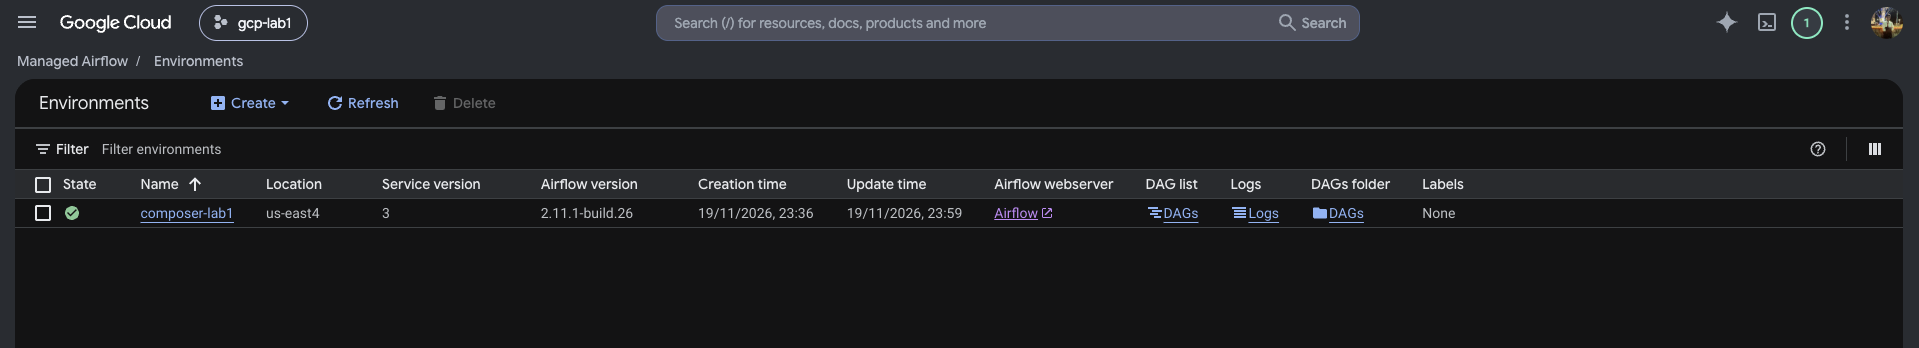 Google Cloud gcp-lab1 Search (/) for resources, docs, products and more Search 1
Managed Airflow / Environments
Environments Create Refresh Delete
Filter Filter environments
State Name Location Service version Airflow version Creation time Update time Airflow webserver DAG list Logs DAGs folder Labels
composer-lab1 us-east4 3 2.11.1-build.26 19/11/2026, 23:36 19/11/2026, 23:59 Airflow DAGs Logs DAGs None